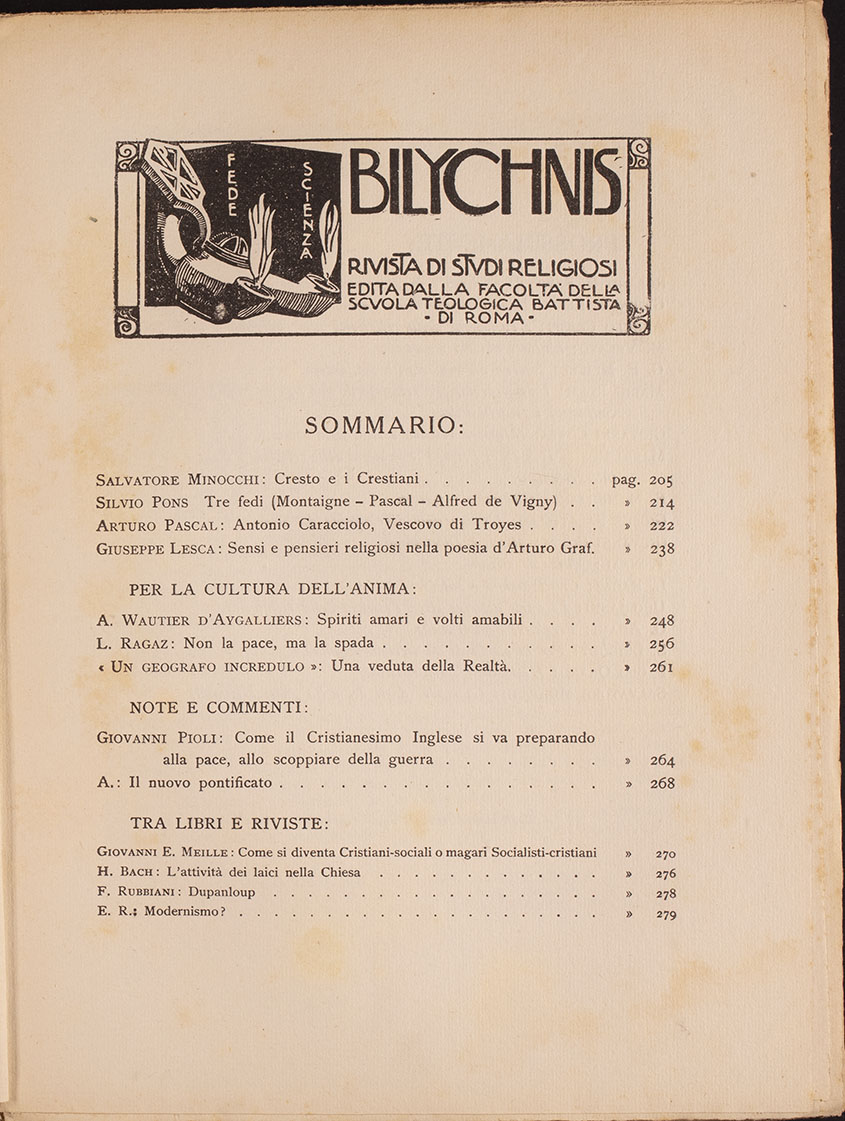 FEDE
SCIENZA
BILYCHNIS
RIVISTA DI STVDI RELIGIOSI
EDITA DALLA FACOLTA' DELLA
SCVOLA TEOLOGICA BATTISTA
· DI ROMA ·
SOMMARIO:
SALVATORE MINOCCHI: Cresto e i Crestiani . . . . . . . . . pag. 205
SILVIO PONS Tre fedi (Montaigne – Pascal – Alfred de Vigny) . . » 214
ARTURO PASCAL: Antonio Caracciolo, Vescovo di Troyes . . . . » 222
GIUSEPPE LESCA: Sensi e pensieri religiosi nella poesia d'Arturo Graf. » 238
PER LA CULTURA DELL'ANIMA:
A. WAUTIER D'AYGALLIERS: Spiriti amari e volti amabili . . . . » 248
L. RAGAZ: Non la pace, ma la spada . . . . . . . . . . . » 256
« UN GEOGRAFO INCREDULO »: Una veduta della Realtà. . . . . » 261
NOTE E COMMENTI:
GIOVANNI PIOLI: Come il Cristianesimo Inglese si va preparando
alla pace, allo scoppiare della guerra . . . . . . . . » 264
A.: Il nuovo pontificato . . . . . . . . . . . . . . . . » 268
TRA LIBRI E RIVISTE:
GIOVANNI E. MEILLE: Come si diventa Cristiani-sociali o magari Socialisti-cristiani » 270
H. BACH: L'attività dei laici nella Chiesa . . . . . . . . . . . . . » 276
F. RUBBIANI: Dupanloup . . . . . . . . . . . . . . . . . . . » 278
E. R.: Modernismo? . . . . . . . . . . . . . . . . . . . . . » 279